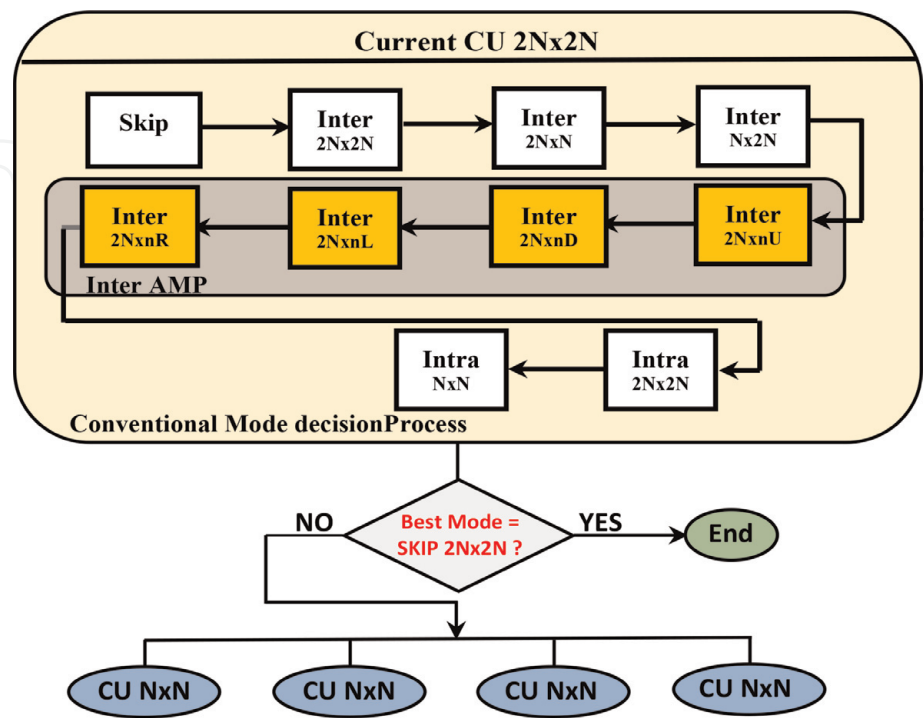 Current CU 2Nx2N
Skip
Inter
2Nx2N
Inter
2NxN
Inter
Nx2N
Inter
2NxnR
Inter
2NxnL
Inter
2NxnD
Inter
2NxnU
Inter AMP
Intra
NxN
Intra
2Nx2N
Conventional Mode decisionProcess
NO
Best Mode =
SKIP 2Nx2N ?
YES
End
CU NxN
CU NxN
CU NxN
CU NxN